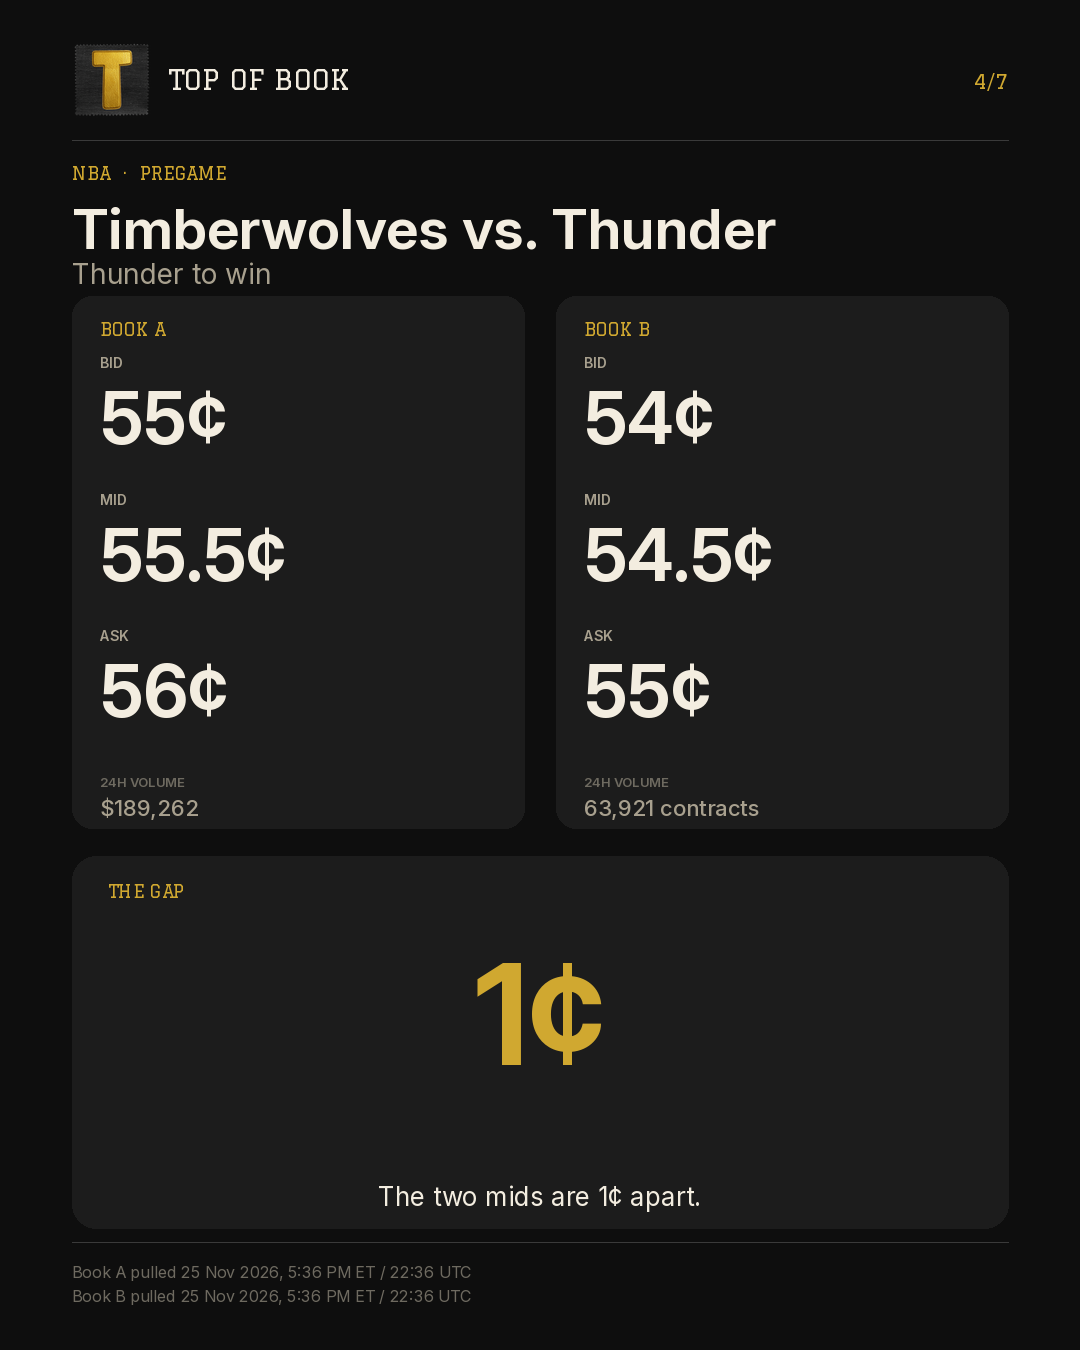 T TOP OF BOOK
4/7
NBA · PREGAME
Timberwolves vs. Thunder
Thunder to win
BOOK A
BID
55¢
MID
55.5¢
ASK
56¢
24H VOLUME
$189,262
BOOK B
BID
54¢
MID
54.5¢
ASK
55¢
24H VOLUME
63,921 contracts
THE GAP
1¢
The two mids are 1¢ apart.
Book A pulled 25 Nov 2026, 5:36 PM ET / 22:36 UTC
Book B pulled 25 Nov 2026, 5:36 PM ET / 22:36 UTC